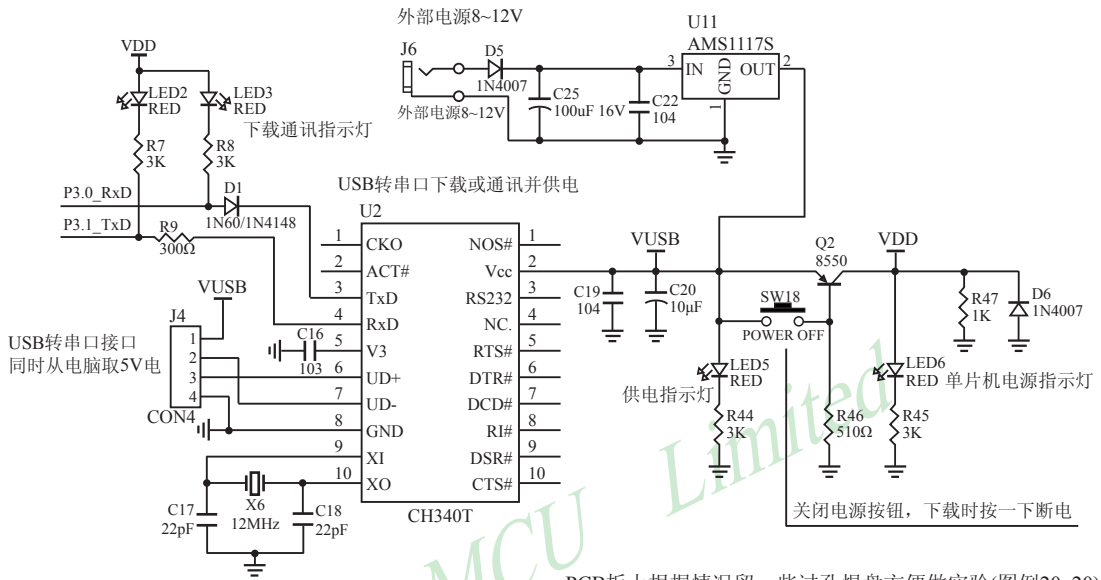 外部电源8~12V
U11
AMS1117S
J6
D5
1N4007
3
IN
GND
OUT
2
1
C25
100uF 16V
C22
104
外部电源8~12V
VDD
LED2
RED
LED3
RED
下载通讯指示灯
R7
3K
R8
3K
P3.0_RxD
D1
1N60/1N4148
P3.1_TxD
R9
300Ω
USB转串口下载或通讯并供电
U2
1
CKO
NOS#
1
2
ACT#
Vcc
2
3
TxD
RS232
3
4
RxD
NC.
4
5
V3
RTS#
5
6
UD+
DTR#
6
7
UD-
DCD#
7
8
GND
RI#
8
9
XI
DSR#
9
10
XO
CTS#
10
CH340T
VUSB
J4
1
2
3
4
CON4
USB转串口接口
同时从电脑取5V电
C16
103
C17
22pF
X6
12MHz
C18
22pF
VUSB
C19
104
C20
10μF
Q2
8550
VDD
SW18
POWER OFF
R47
1K
D6
1N4007
LED5
RED
供电指示灯
LED6
RED
单片机电源指示灯
R44
3K
R46
510Ω
R45
3K
关闭电源按钮，下载时按一下断电
MCU Limited